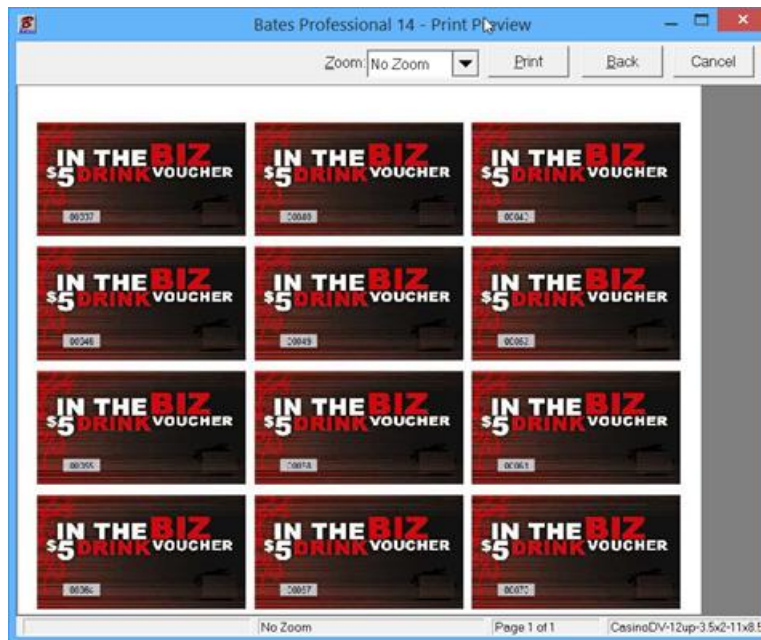 Bates Professional 14 - Print Preview
Zoom: No Zoom Print Back Cancel
IN THE BIZ
$5 DRINK VOUCHER
IN THE BIZ
$5 DRINK VOUCHER
IN THE BIZ
$5 DRINK VOUCHER
00037
IN THE BIZ
$5 DRINK VOUCHER
IN THE BIZ
$5 DRINK VOUCHER
IN THE BIZ
$5 DRINK VOUCHER
00049
IN THE BIZ
$5 DRINK VOUCHER
IN THE BIZ
$5 DRINK VOUCHER
IN THE BIZ
$5 DRINK VOUCHER
IN THE BIZ
$5 DRINK VOUCHER
IN THE BIZ
$5 DRINK VOUCHER
IN THE BIZ
$5 DRINK VOUCHER
No Zoom Page 1 of 1 CasinoDV-12up-3.5x2-11x8.5